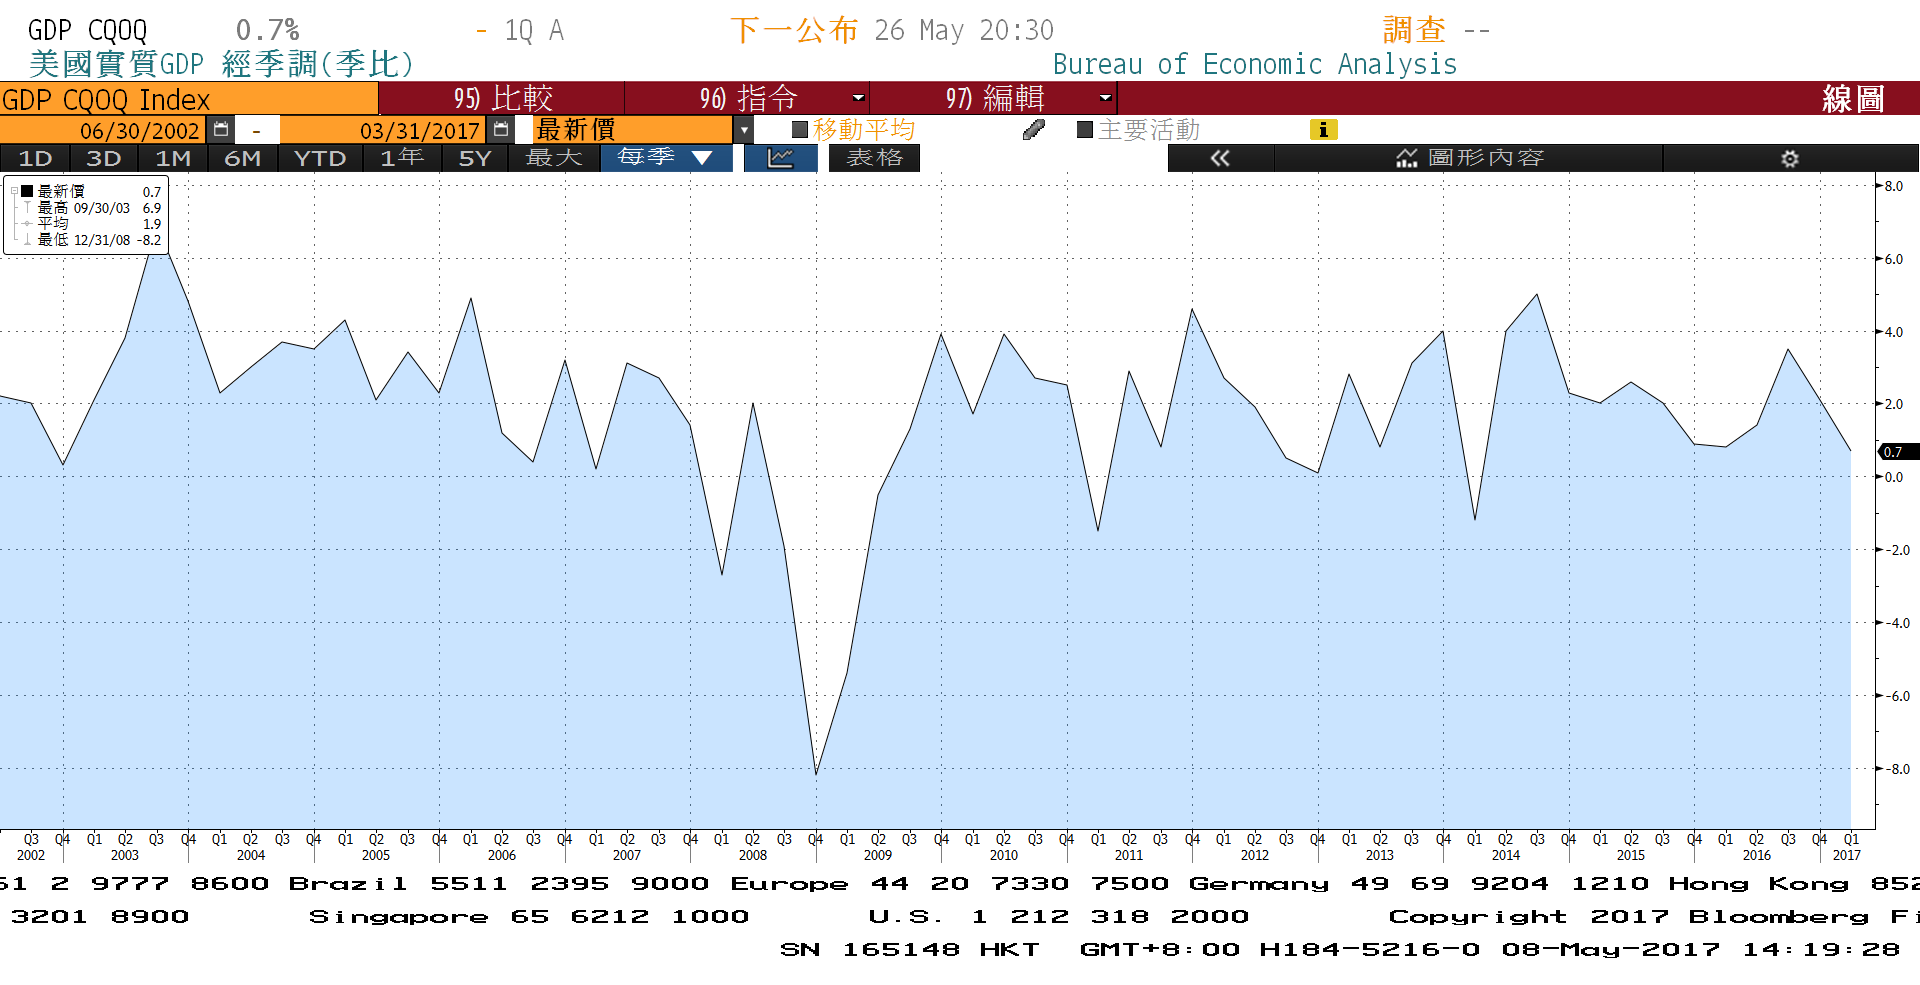 GDP CQOQ 0.7% - 1Q A 下一公布 26 May 20:30 調查 --
美國實質GDP 經季調(季比) Bureau of Economic Analysis
GDP CQOQ Index 95) 比較 96) 指令 97) 編輯 線圖
06/30/2002 - 03/31/2017 最新價 移動平均 主要活動 i
1D 3D 1M 6M YTD 1年 5Y 最大 每季 ▼ 表格 « 圖形內容
最新價 0.7
最高 09/30/03 6.9
平均 1.9
最低 12/31/08 -8.2
8.0
6.0
4.0
2.0
0.7
0.0
-2.0
-4.0
-6.0
-8.0
Q3 Q4 Q1 Q2 Q3 Q4 Q1 Q2 Q3 Q4 Q1 Q2 Q3 Q4 Q1 Q2 Q3 Q4 Q1 Q2 Q3 Q4 Q1 Q2 Q3 Q4 Q1 Q2 Q3 Q4 Q1 Q2 Q3 Q4 Q1 Q2 Q3 Q4 Q1 Q2 Q3 Q4 Q1 Q2 Q3 Q4 Q1 Q2 Q3 Q4 Q1 Q2 Q3 Q4 Q1 Q2 Q3 Q4 Q1
2002 2003 2004 2005 2006 2007 2008 2009 2010 2011 2012 2013 2014 2015 2016 2017
61 2 9777 8600 Brazil 5511 2395 9000 Europe 44 20 7330 7500 Germany 49 69 9204 1210 Hong Kong 852
3201 8900 Singapore 65 6212 1000 U.S. 1 212 318 2000 Copyright 2017 Bloomberg Fi
SN 165148 HKT GMT+8:00 H184-5216-0 08-May-2017 14:19:28